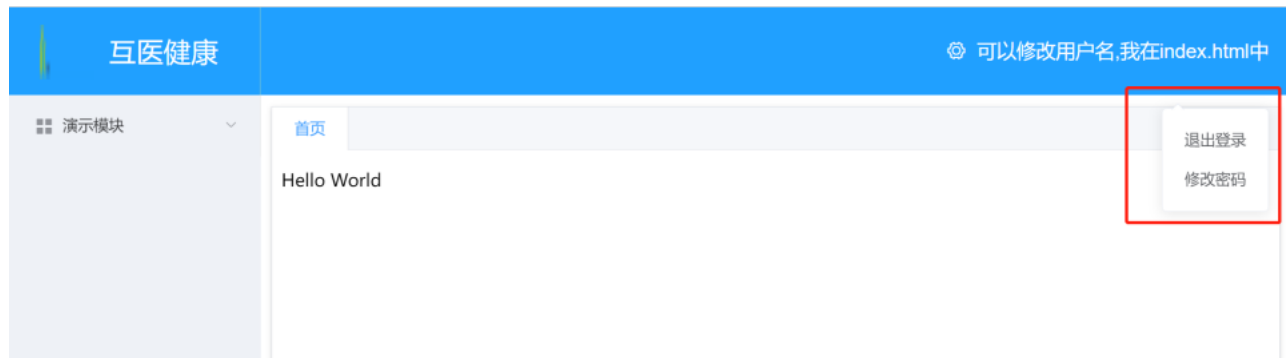 互医健康
可以修改用户名,我在index.html中
演示模块
首页
退出登录
修改密码
Hello World